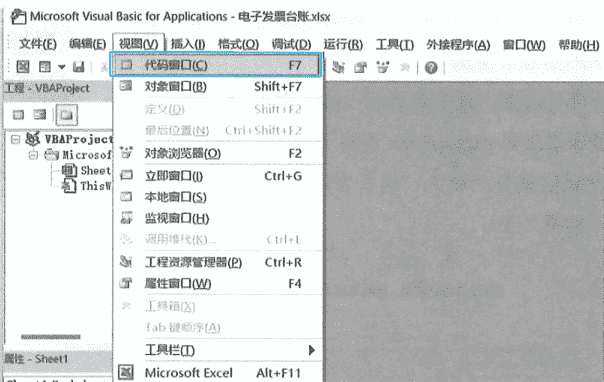 Microsoft Visual Basic for Applications - 电子发票台账.xlsx
文件(F) 编辑(E) 视图(V) 插入(I) 格式(O) 调试(D) 运行(R) 工具(T) 外接程序(A) 窗口(W) 帮助(H)
代码窗口(C) F7
工程 - VBAProject
对象窗口(B) Shift+F7
定义(D) Shift+F2
最后位置(N) Ctrl+Shift+F2
VBAProject
对象浏览器(O) F2
Microsof
Sheet
立即窗口(I) Ctrl+G
ThisW
本地窗口(S)
监视窗口(H)
调用堆栈(K)... Ctrl+L
工程资源管理器(P) Ctrl+R
属性窗口(W) F4
工具箱(X)
Tab 键顺序(A)
工具栏(T)
属性 - Sheet1
Microsoft Excel Alt+F11